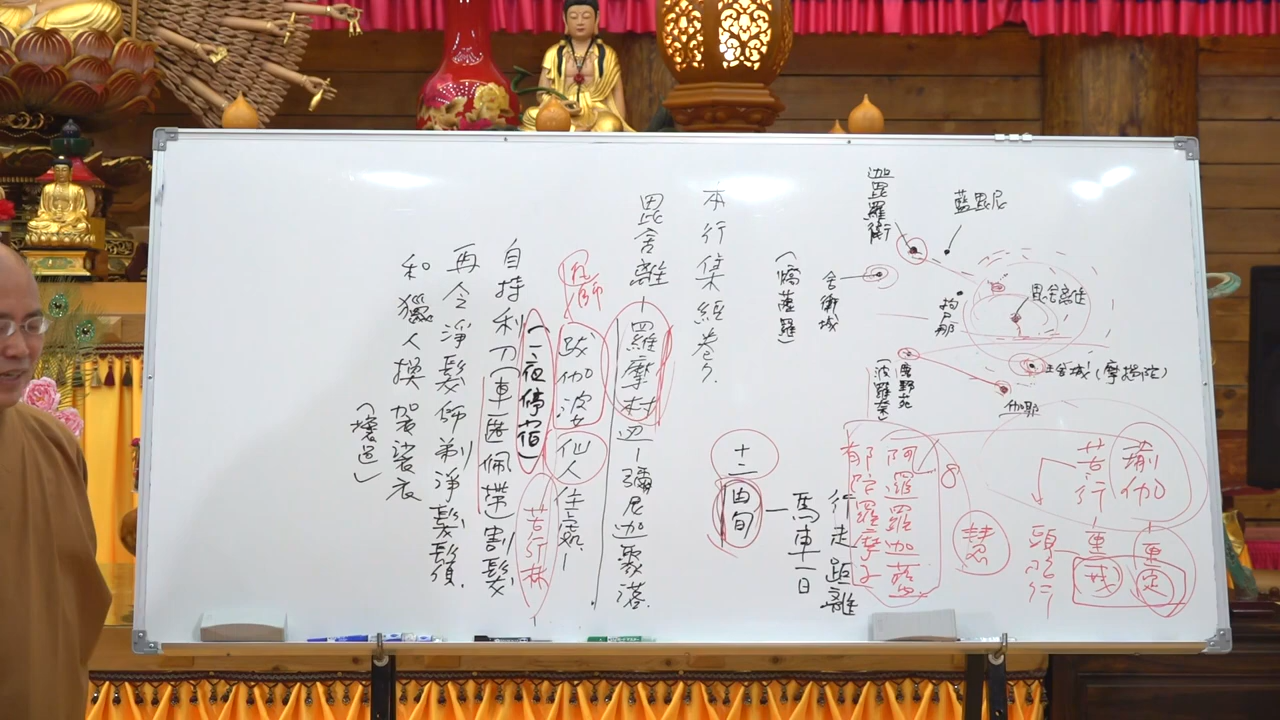 迦毘羅衛
藍毘尼
舍衛城
(憍薩羅)
拘尸那
毘舍離
王舍城(摩揭陀)
鹿野苑
(波羅奈)
伽耶
瑜伽
重定
苦行
重戒
頭陀行
慧
阿羅羅迦藍
郁陀羅摩子
8
行走距離
馬車一日
十二由旬
本行集經卷
毘舍離-羅摩村邊-彌尼迦聚落.
跋伽婆仙人住處-
(一夜停宿)
苦行林
自持利刀(車匿佩帶)割髮
再令淨髮師剃淨髮鬚.
和獵人換袈裟衣